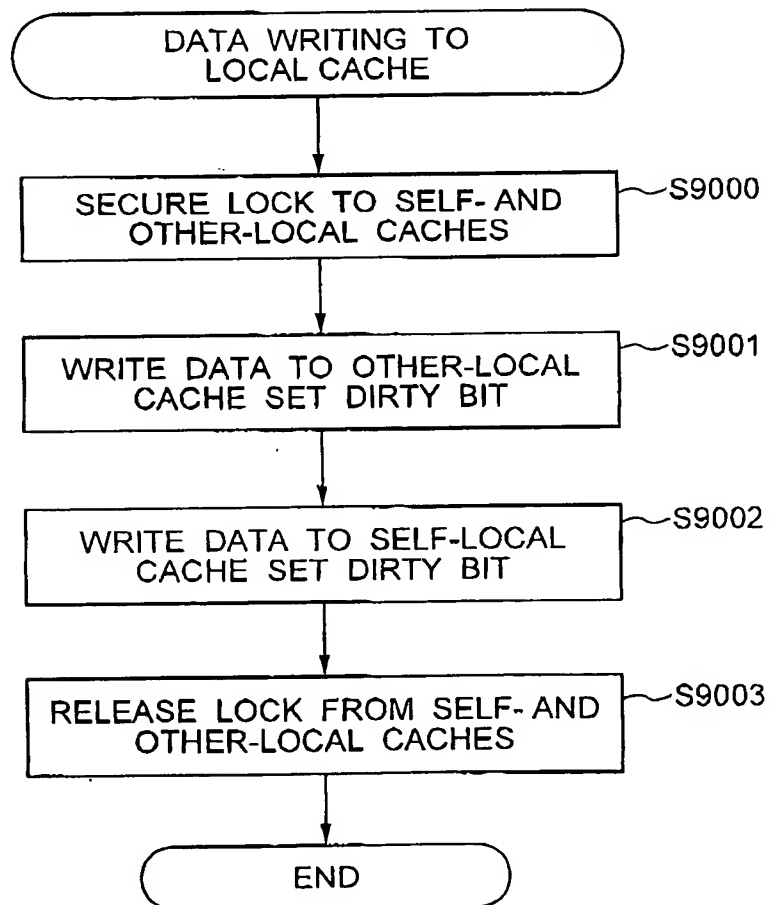 DATA WRITING TO
LOCAL CACHE
SECURE LOCK TO SELF- AND
OTHER-LOCAL CACHES
S9000
WRITE DATA TO OTHER-LOCAL
CACHE SET DIRTY BIT
S9001
WRITE DATA TO SELF-LOCAL
CACHE SET DIRTY BIT
S9002
RELEASE LOCK FROM SELF- AND
OTHER-LOCAL CACHES
S9003
END